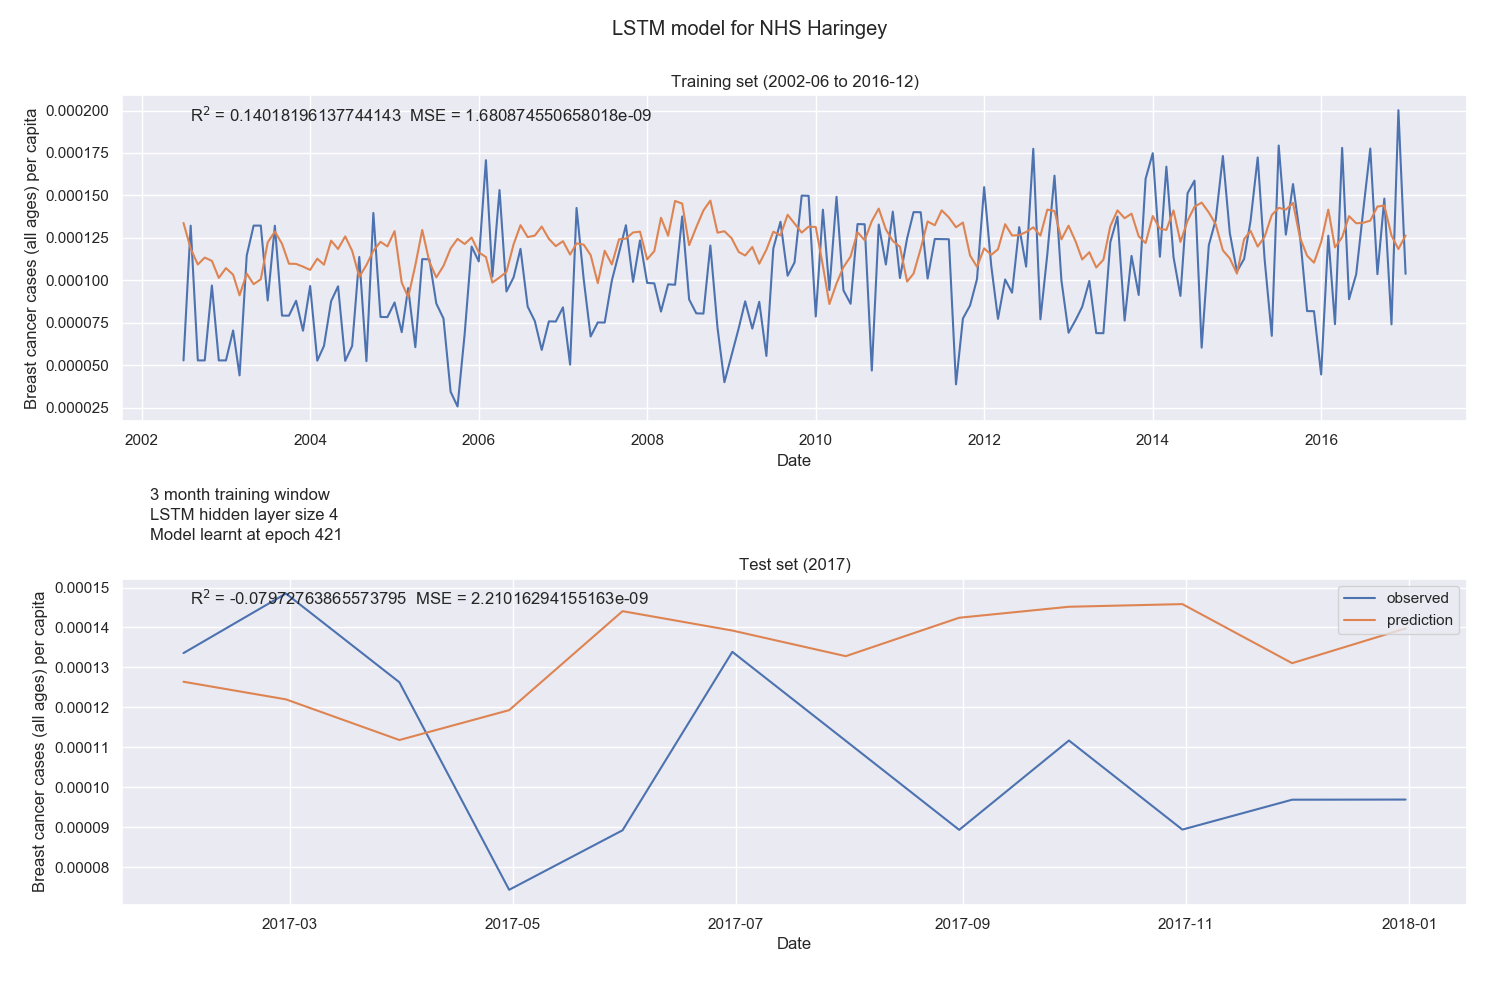 LSTM model for NHS Haringey
Training set (2002-06 to 2016-12)
R² = 0.14018196137744143 MSE = 1.680874550658018e-09
Breast cancer cases (all ages) per capita
0.000200
0.000175
0.000150
0.000125
0.000100
0.000075
0.000050
0.000025
2002 2004 2006 2008 2010 2012 2014 2016
Date
3 month training window
LSTM hidden layer size 4
Model learnt at epoch 421
Test set (2017)
R² = -0.07972763865573795 MSE = 2.21016294155163e-09
observed
prediction
Breast cancer cases (all ages) per capita
0.00015
0.00014
0.00013
0.00012
0.00011
0.00010
0.00009
0.00008
2017-03 2017-05 2017-07 2017-09 2017-11 2018-01
Date